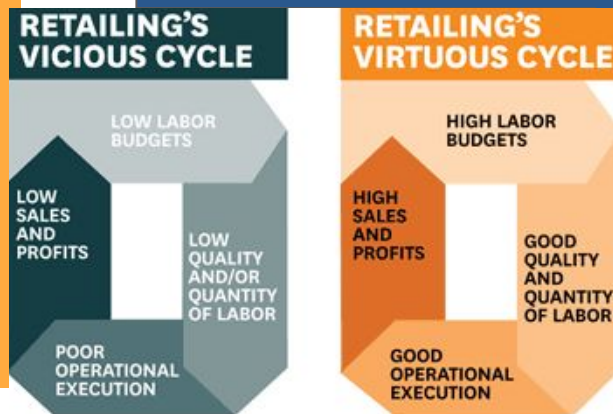 RETAILING'S
VICIOUS CYCLE
LOW LABOR
BUDGETS
LOW
SALES
AND
PROFITS
LOW
QUALITY
AND/OR
QUANTITY
OF LABOR
POOR
OPERATIONAL
EXECUTION
RETAILING'S
VIRTUOUS CYCLE
HIGH LABOR
BUDGETS
HIGH
SALES
AND
PROFITS
GOOD
QUALITY
AND
QUANTITY
OF LABOR
GOOD
OPERATIONAL
EXECUTION